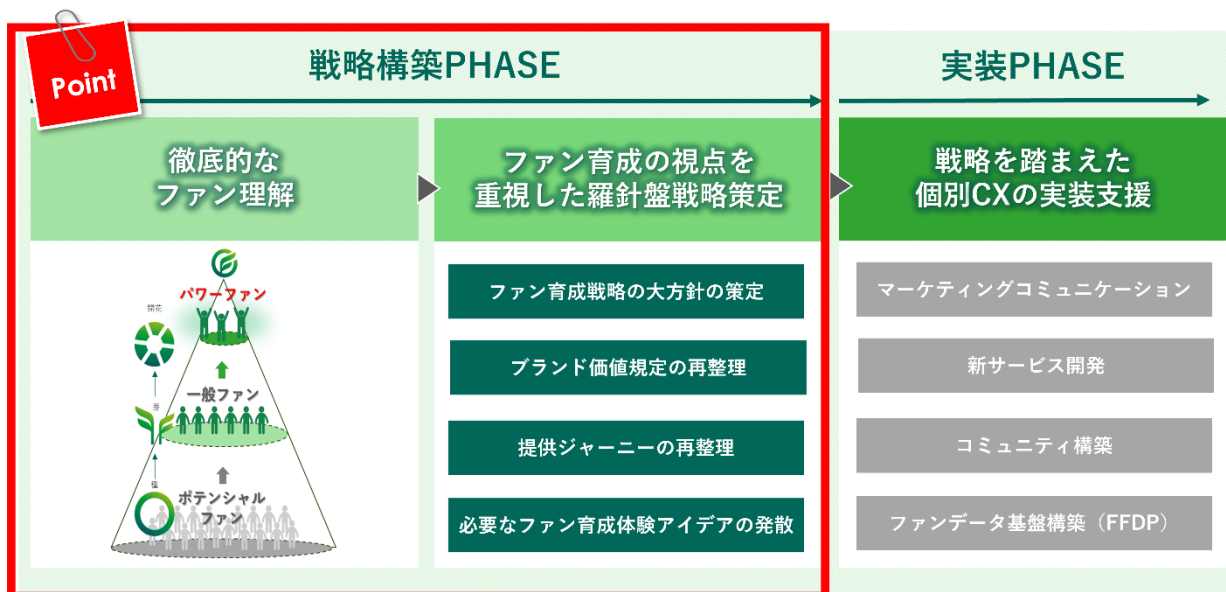 Point
戦略構築PHASE
実装PHASE
徹底的な
ファン理解
ファン育成の視点を
重視した羅針盤戦略策定
戦略を踏まえた
個別CXの実装支援
パワーファン
開花
一般ファン
芽
ポテンシャル
ファン
種
ファン育成戦略の大方針の策定
ブランド価値規定の再整理
提供ジャーニーの再整理
必要なファン育成体験アイデアの発散
マーケティングコミュニケーション
新サービス開発
コミュニティ構築
ファンデータ基盤構築（FFDP）